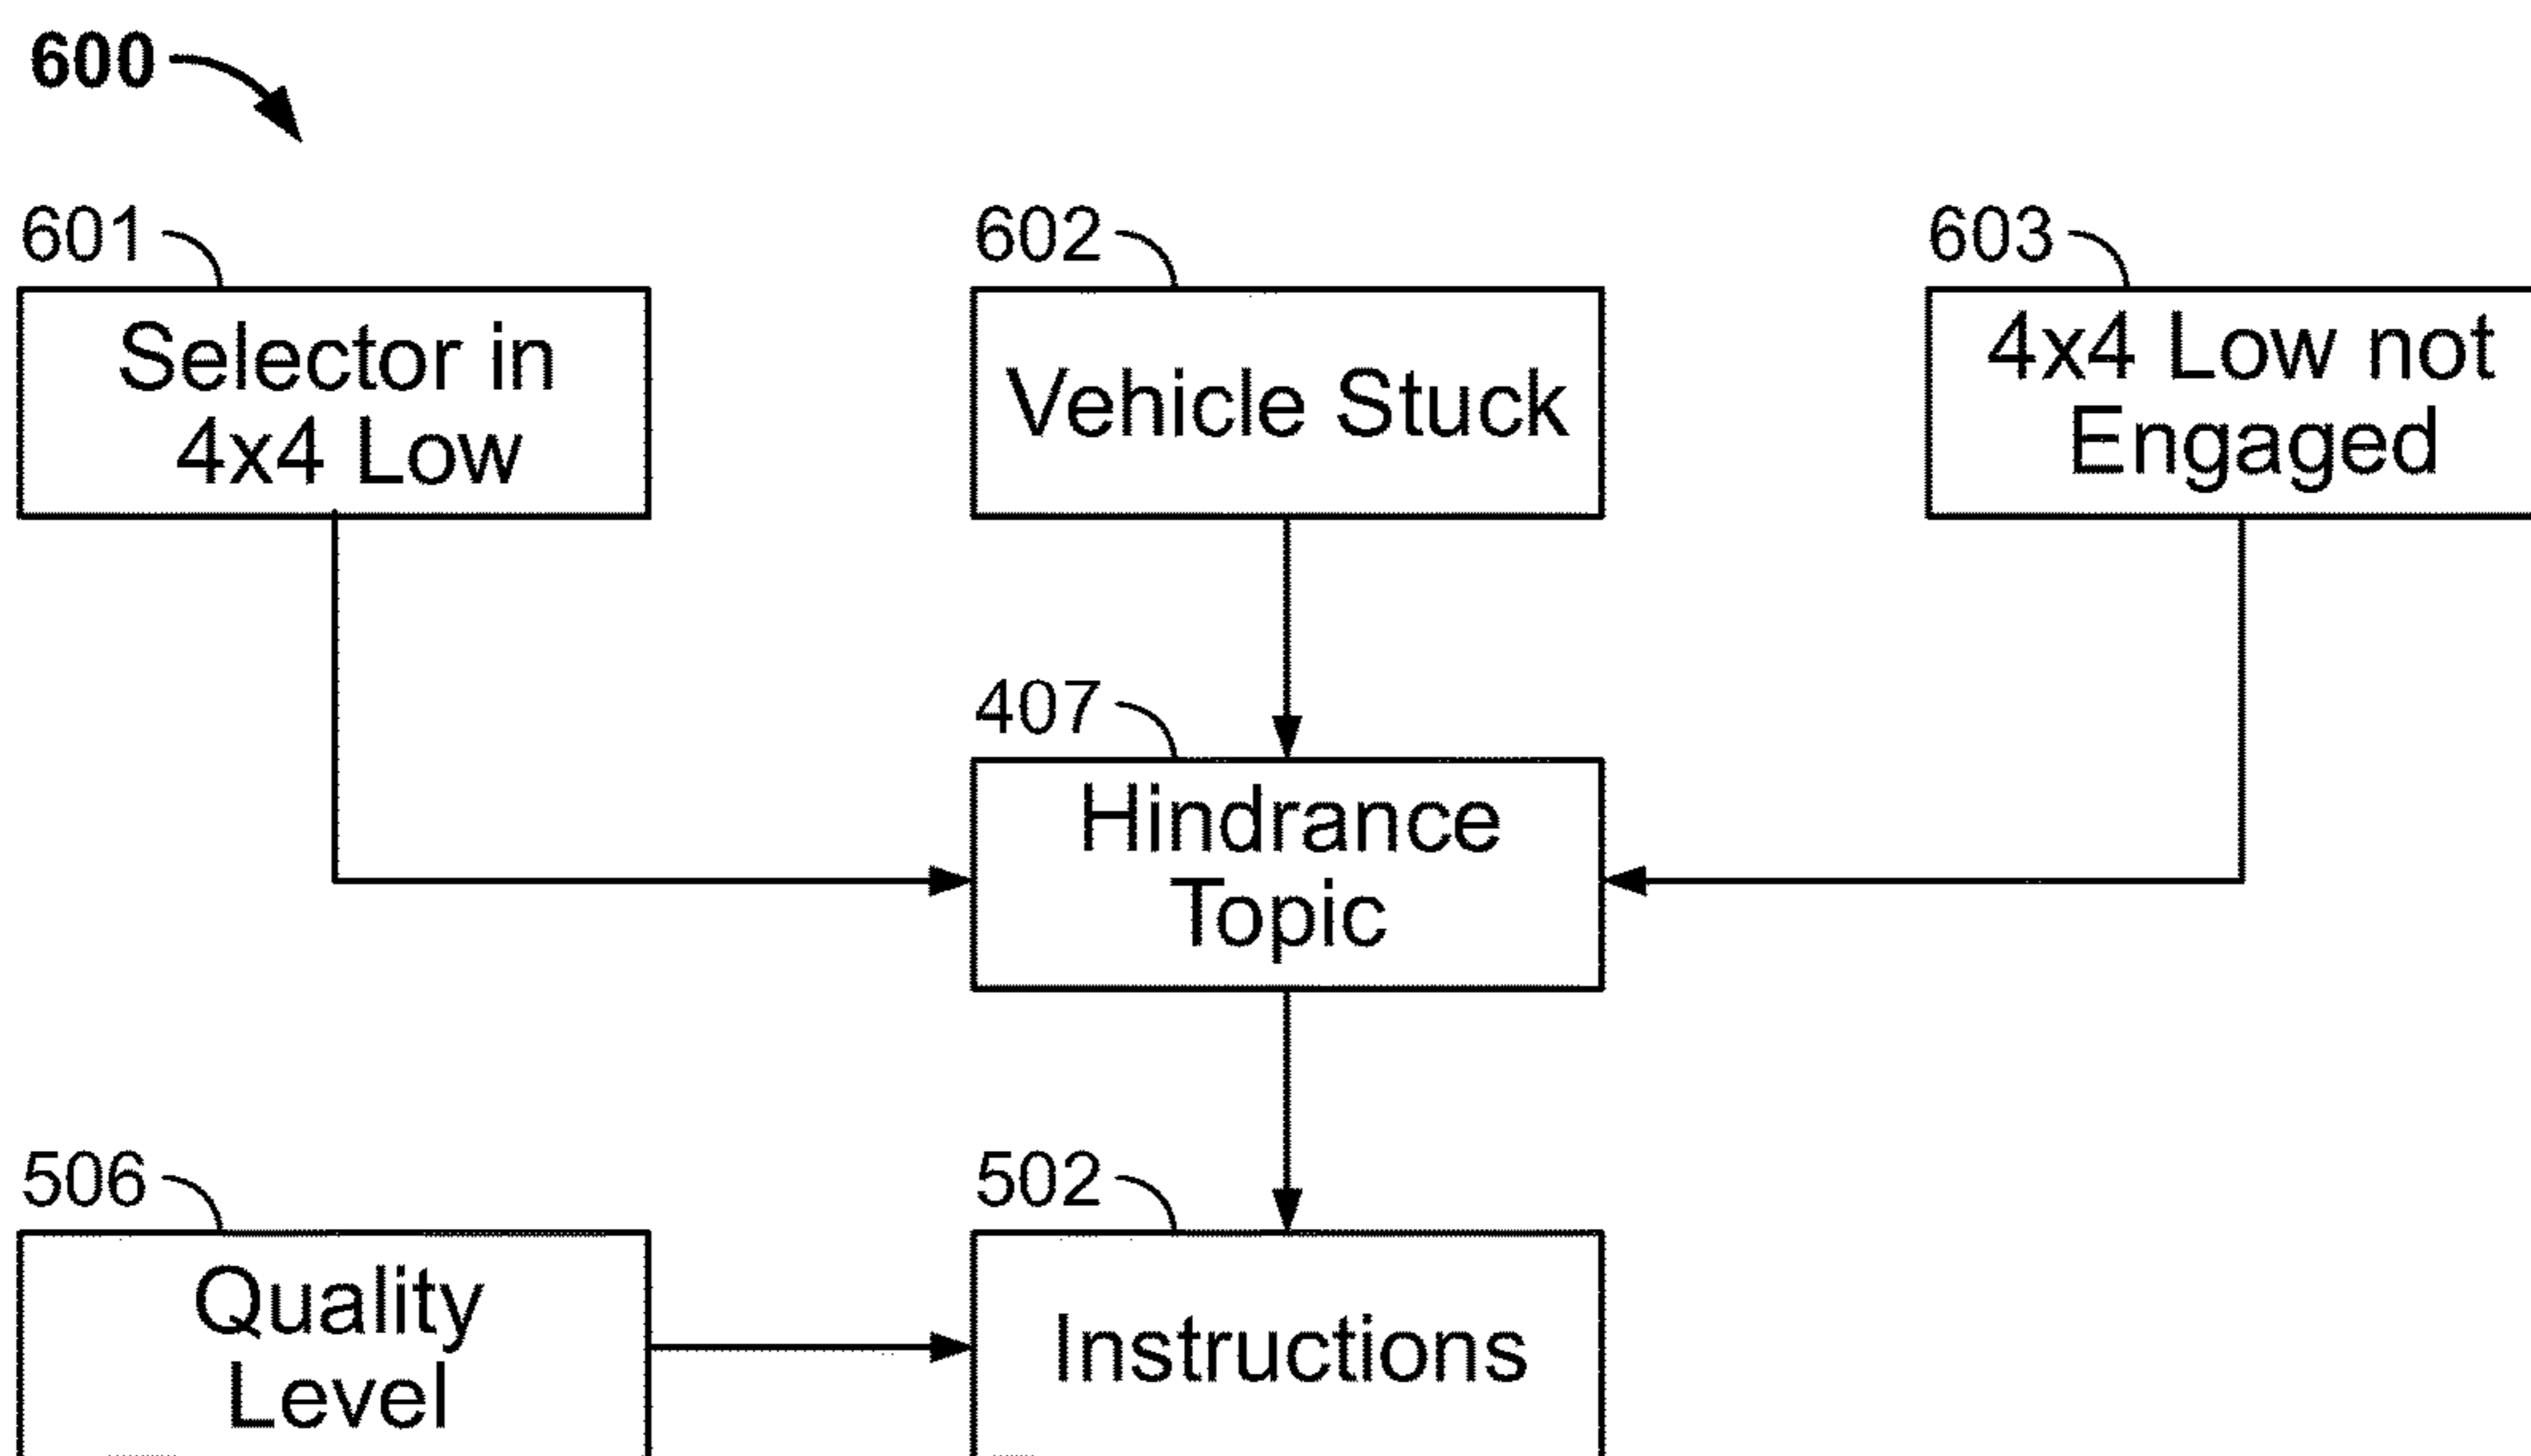 600
601
602
603
Selector in
4x4 Low
Vehicle Stuck
4x4 Low not
Engaged
407
Hindrance
Topic
506
502
Quality
Level
Instructions